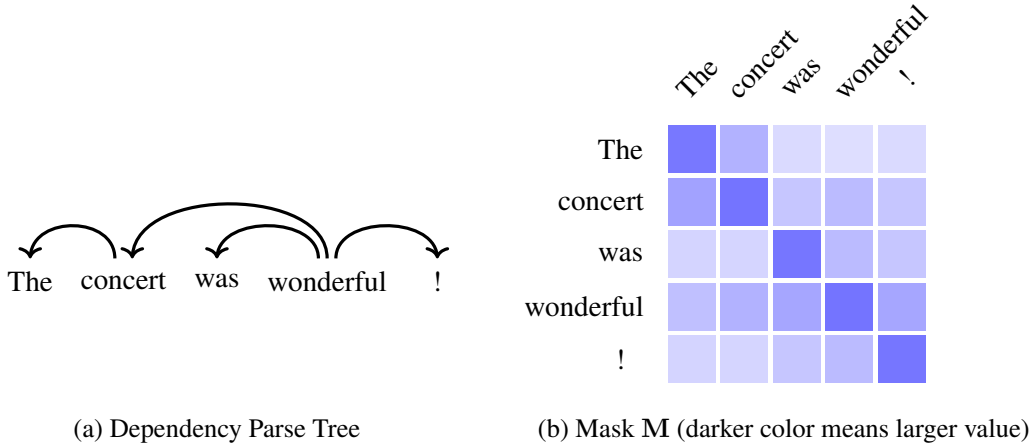 The concert was wonderful !
The
concert
was
wonderful
!
The
concert
was
wonderful
!
(a) Dependency Parse Tree
(b) Mask M (darker color means larger value)